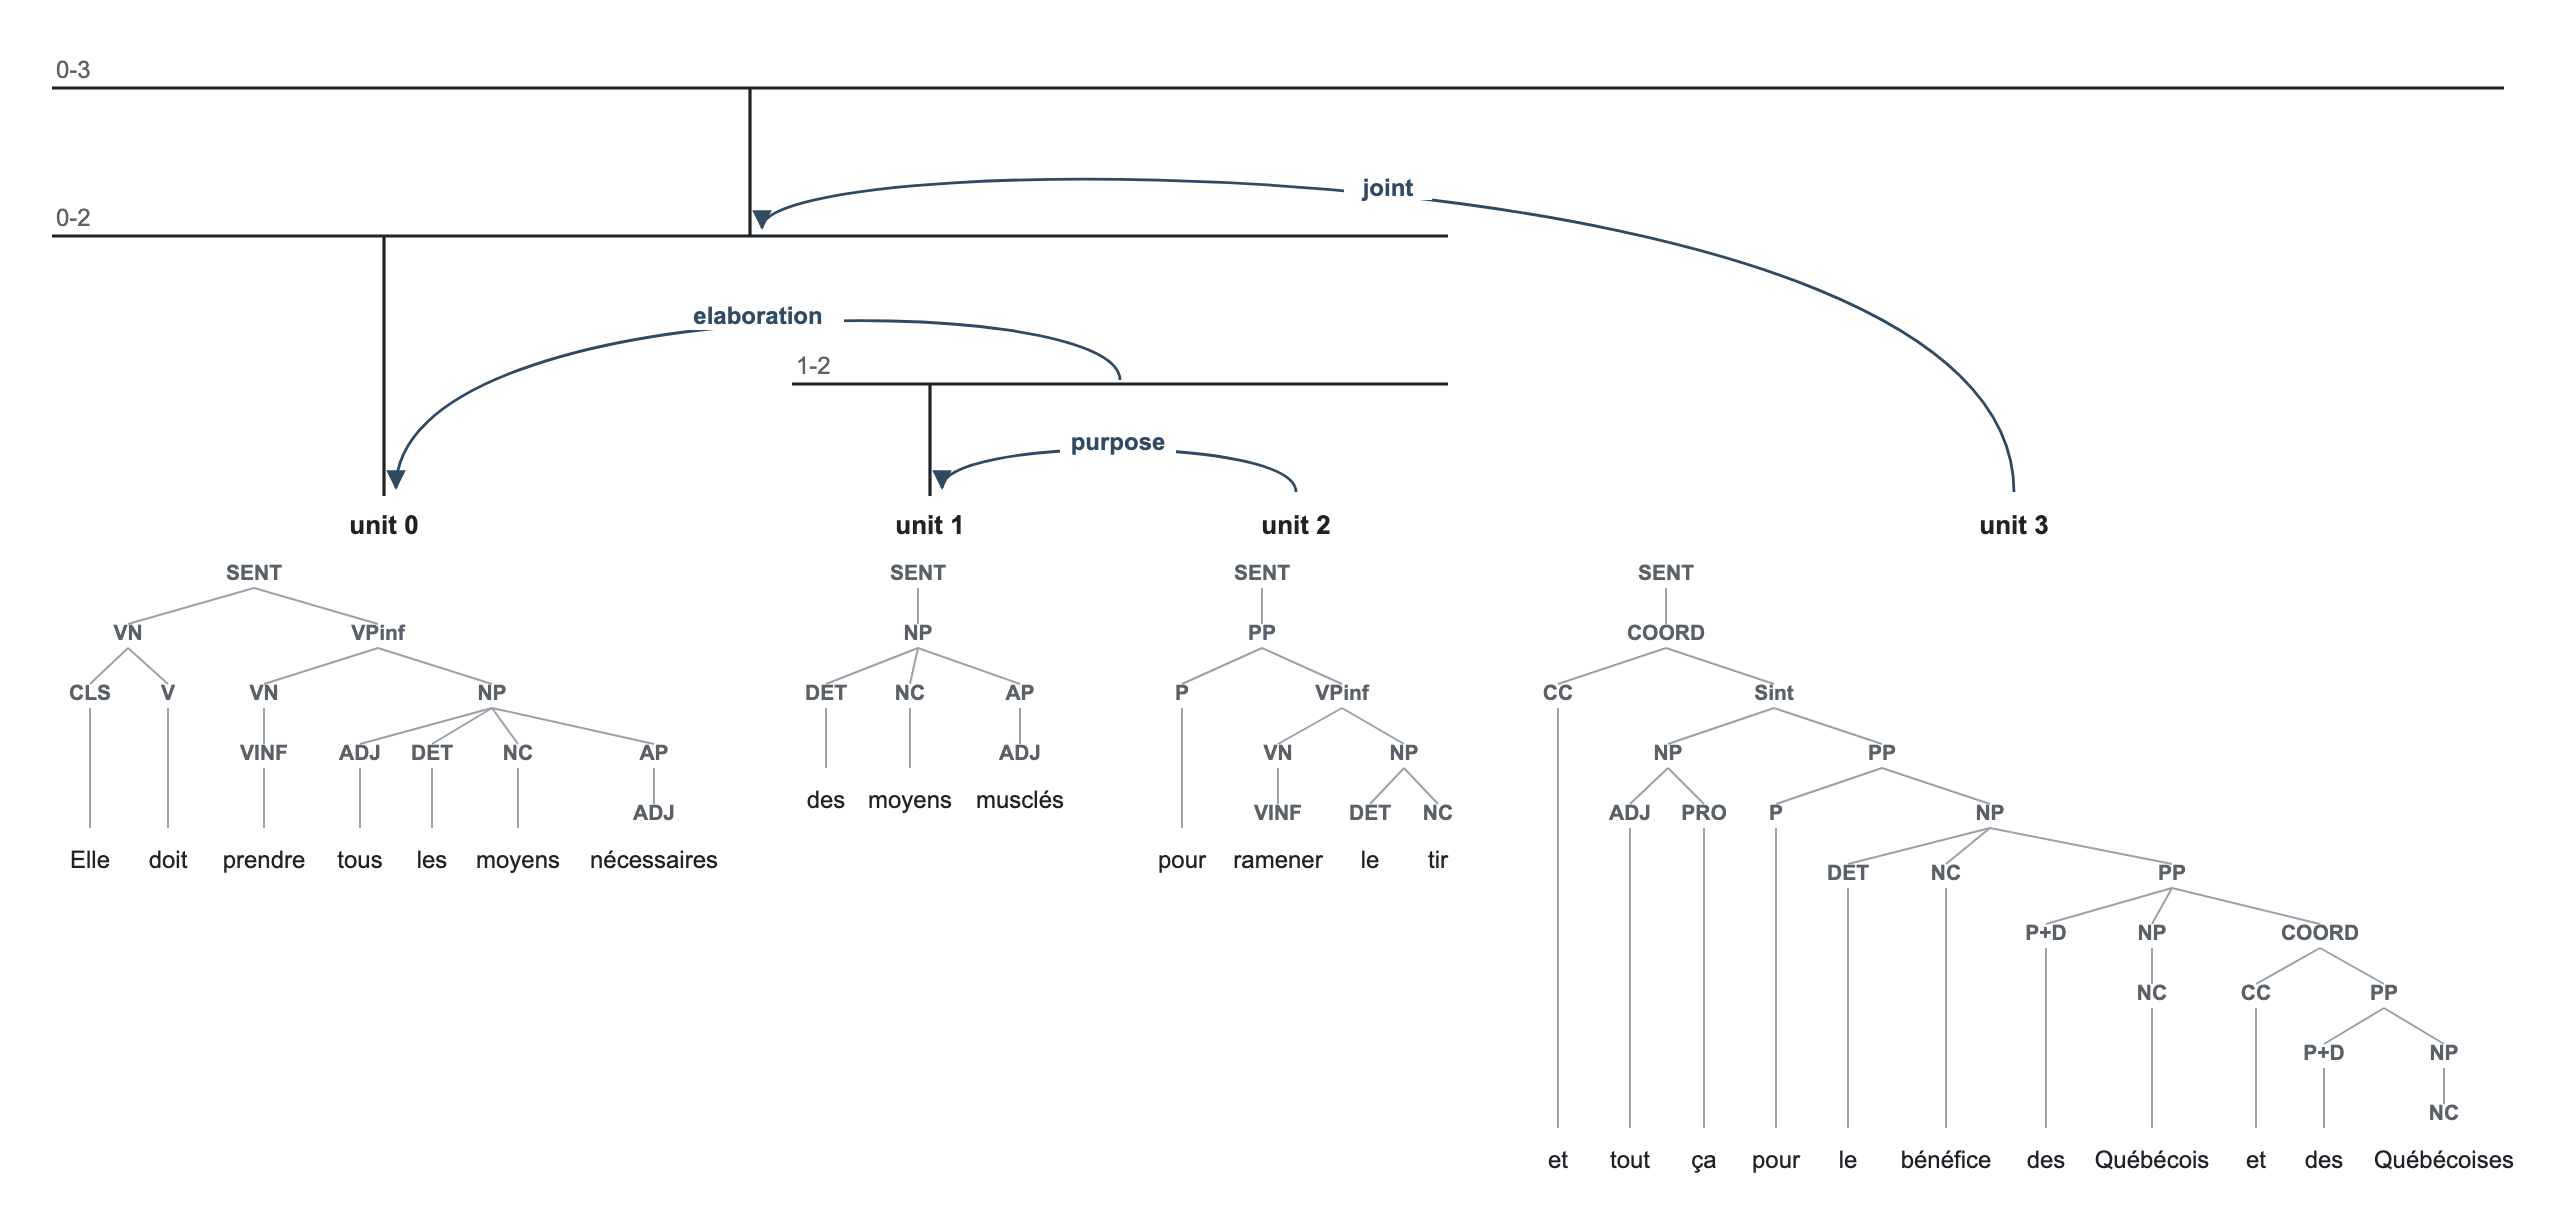 0-3
joint
0-2
elaboration
1-2
purpose
unit 0 unit 1 unit 2 unit 3
SENT SENT SENT SENT
VN VPinf NP PP COORD
CLS V VN NP DET NC AP P VPinf CC Sint
VINF ADJ DET NC AP ADJ VN NP NP PP
des moyens musclés
ADJ VINF DET NC ADJ PRO P NP
Elle doit prendre tous les moyens nécessaires pour ramener le tir
DET NC PP
P+D NP COORD
NC CC PP
P+D NP
NC
et tout ça pour le bénéfice des Québécois et des Québécoises